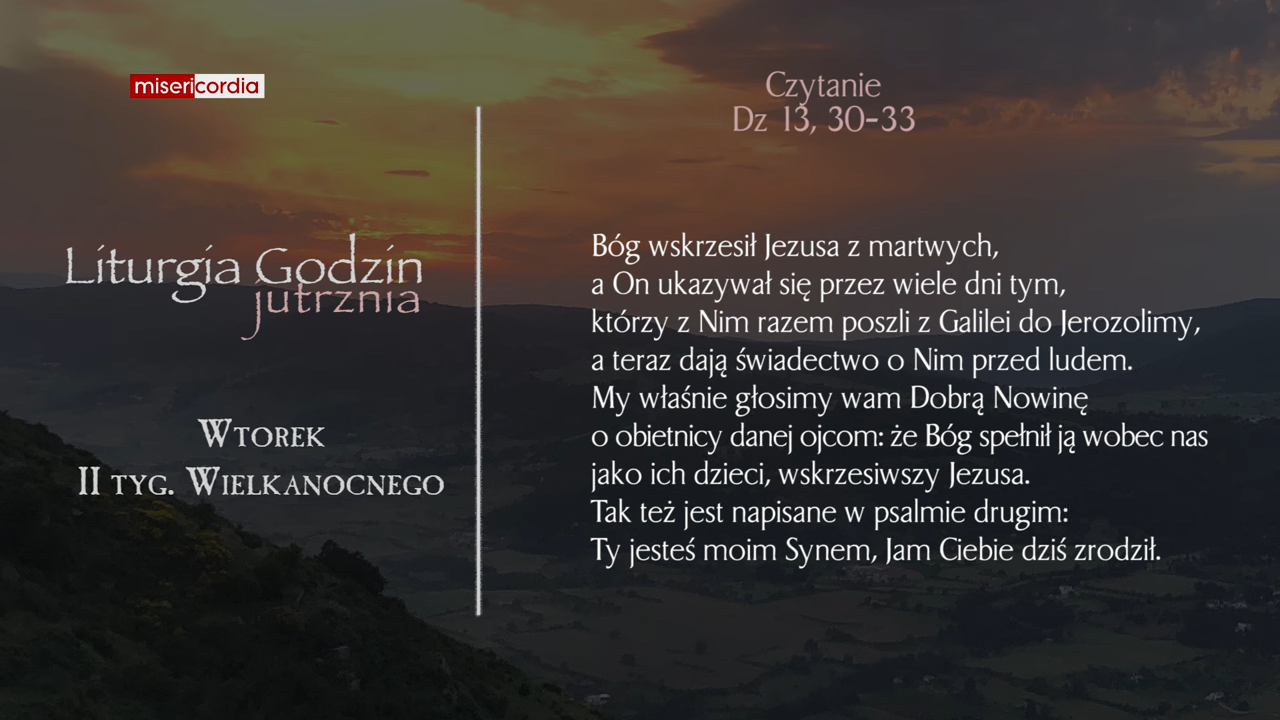 misericordia
Liturgia Godzin
jutrznia
Wtorek
II tyg. Wielkanocnego
Czytanie
Dz 13, 30-33
Bóg wskrzesił Jezusa z martwych,
a On ukazywał się przez wiele dni tym,
którzy z Nim razem poszli z Galilei do Jerozolimy,
a teraz dają świadectwo o Nim przed ludem.
My właśnie głosimy wam Dobrą Nowinę
o obietnicy danej ojcom: że Bóg spełnił ją wobec nas
jako ich dzieci, wskrzesiwszy Jezusa.
Tak też jest napisane w psalmie drugim:
Ty jesteś moim Synem, Jam Ciebie dziś zrodził.